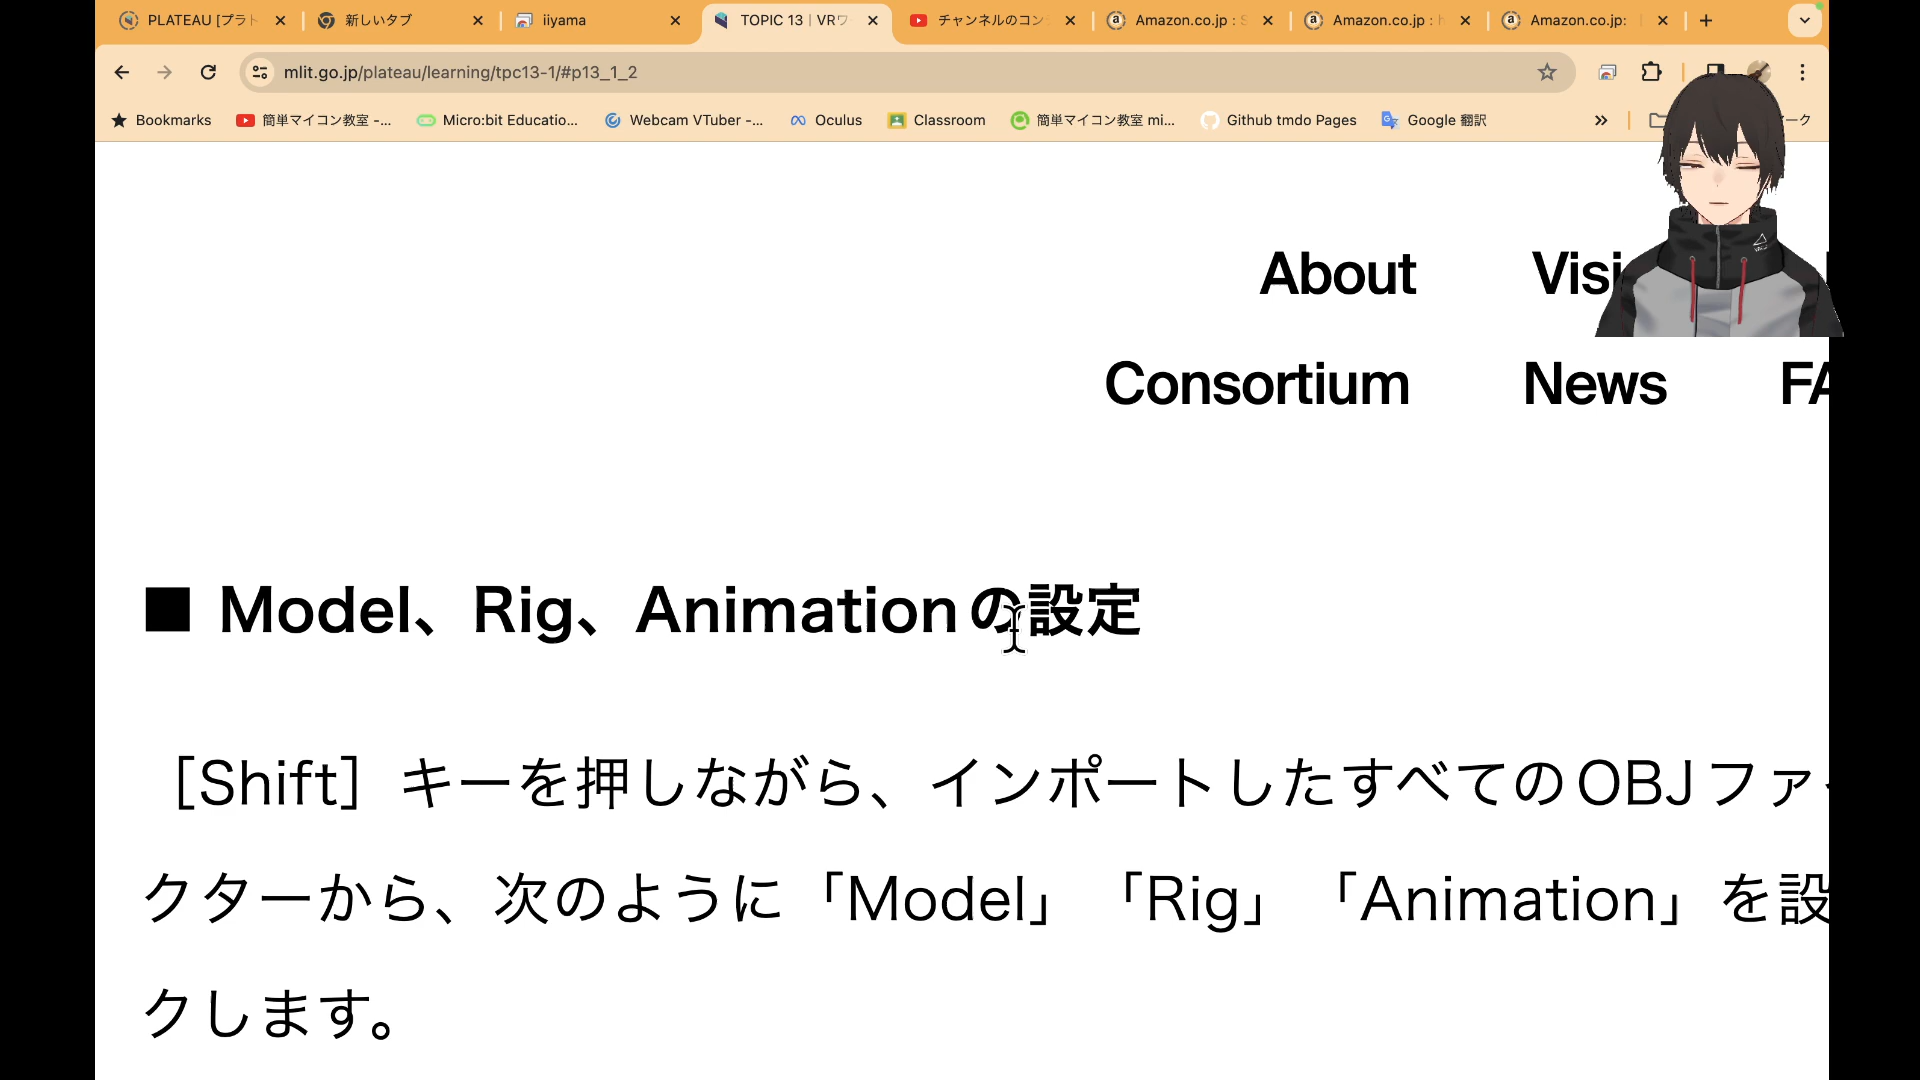 PLATEAU [プラト
新しいタブ
iiyama
TOPIC 13 | VRワ
チャンネルのコン
Amazon.co.jp : S
Amazon.co.jp : h
Amazon.co.jp:
mlit.go.jp/plateau/learning/tpc13-1/#p13_1_2
Bookmarks
簡単マイコン教室 -...
Micro:bit Educatio...
Webcam VTuber -...
Oculus
Classroom
簡単マイコン教室 mi...
Github tmdo Pages
Google 翻訳
ーク
About
Visi
Consortium
News
FA
■ Model、Rig、Animationの設定
［Shift］キーを押しながら、インポートしたすべてのOBJファイ
クターから、次のように「Model」「Rig」「Animation」を設
クします。